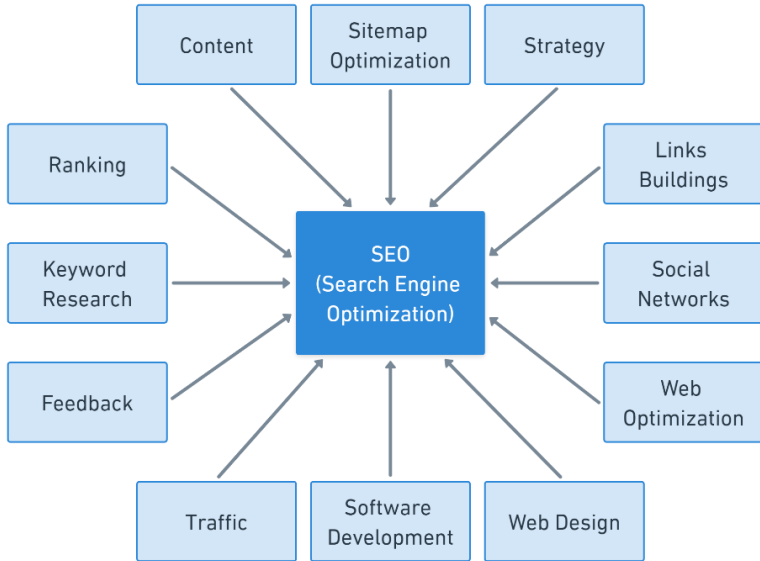 Content
Sitemap
Optimization
Strategy
Ranking
Links
Buildings
Keyword
Research
SEO
(Search Engine
Optimization)
Social
Networks
Feedback
Web
Optimization
Traffic
Software
Development
Web Design